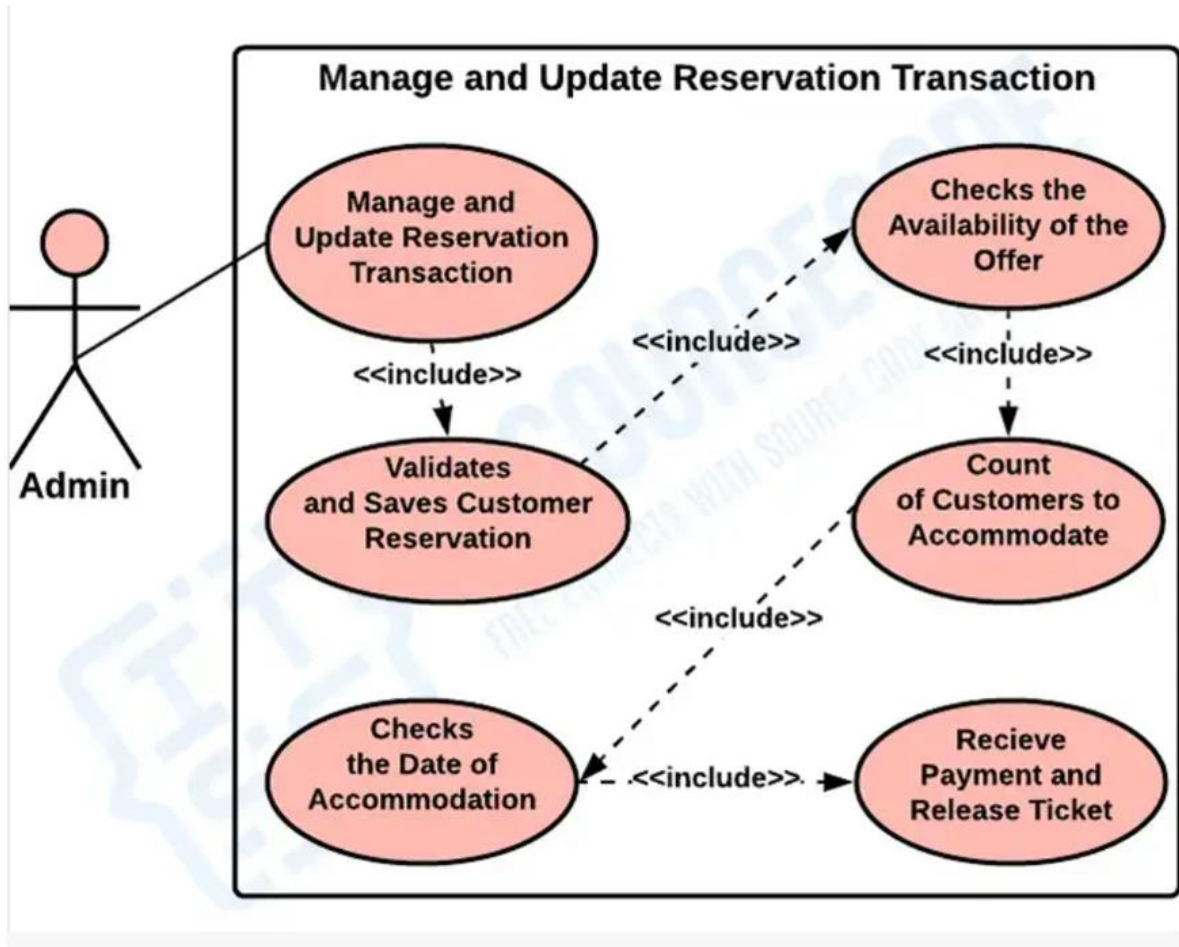 Manage and Update Reservation Transaction
Manage and
Update Reservation
Transaction
Checks the
Availability of the
Offer
<<include>>
<<include>>
<<include>>
Admin
Validates
and Saves Customer
Reservation
Count
of Customers to
Accommodate
<<include>>
Checks
the Date of
Accommodation
<<include>>
Recieve
Payment and
Release Ticket